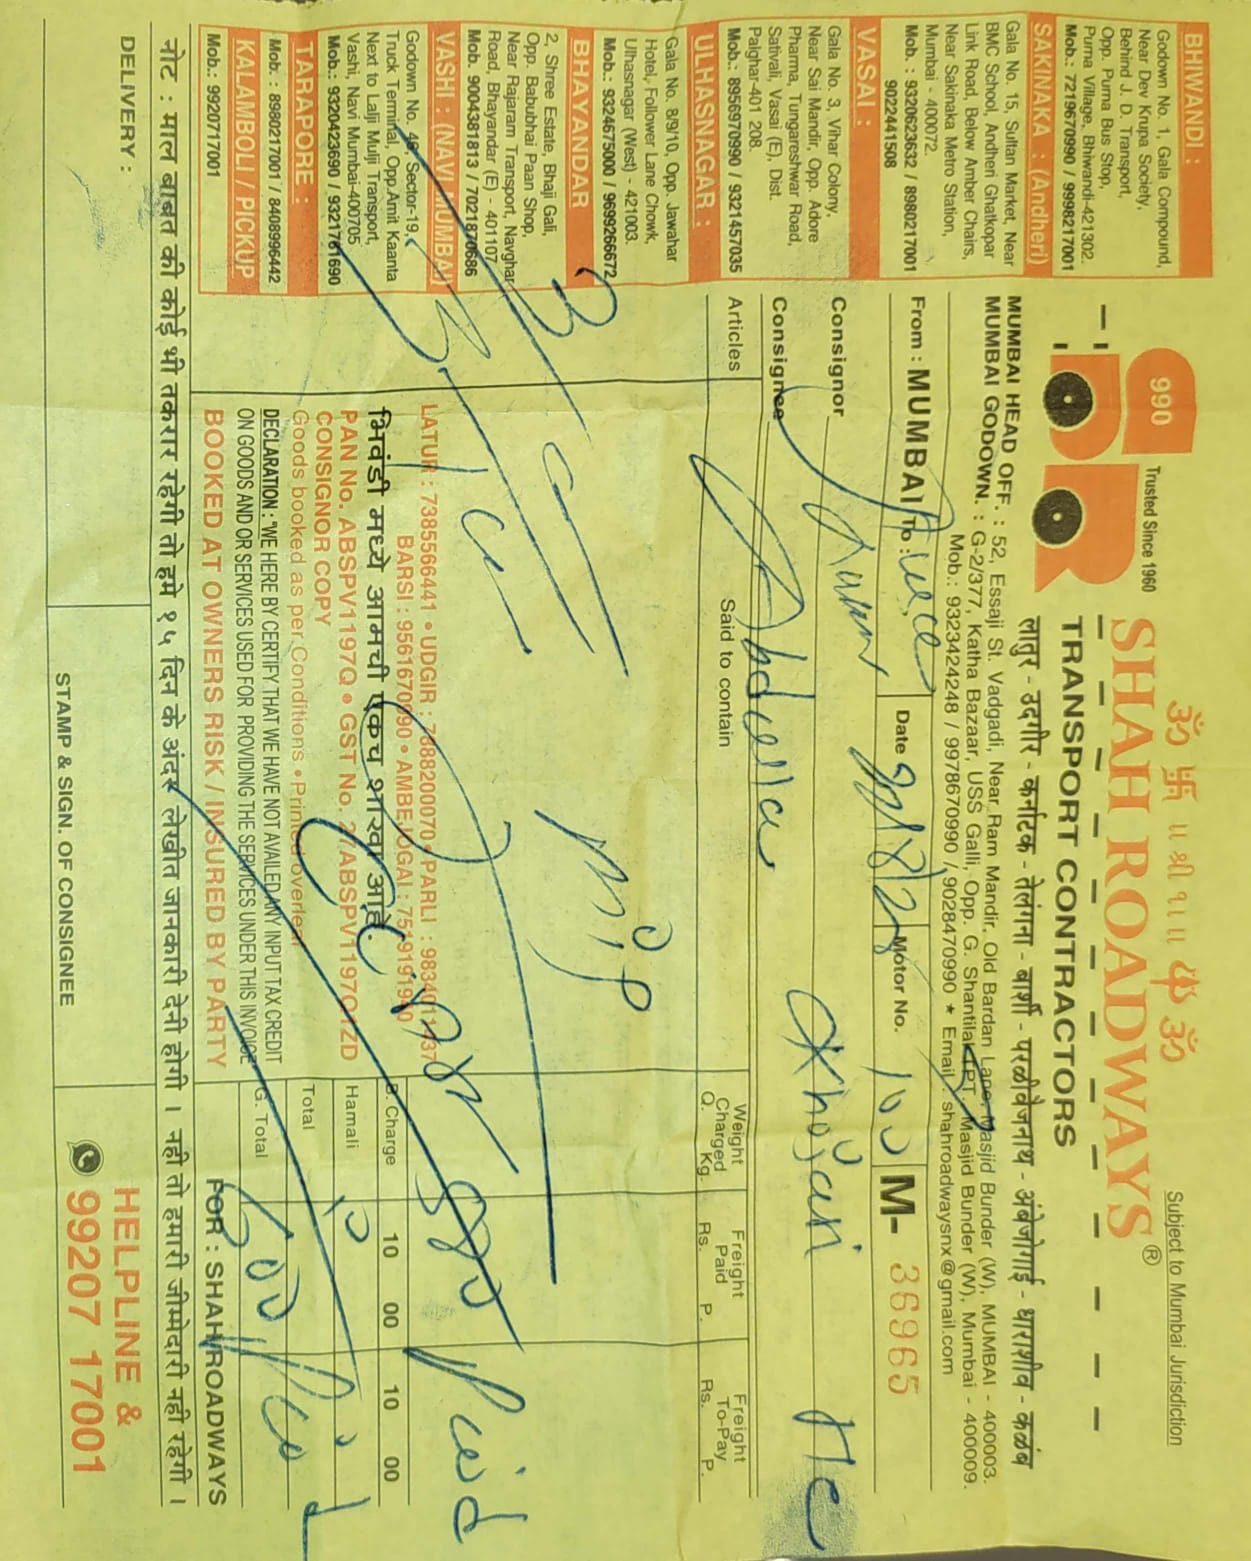 ॐ 卐 ॥ श्री १॥ 卐 ॐ
Subject to Mumbai Jurisdiction
990
Trusted Since 1960
SHAH ROADWAYS ®
TRANSPORT CONTRACTORS
लातुर - उदगीर - कर्नाटक - तेलंगना - बार्शी - परळीवैजनाथ - अंबेजोगाई - धाराशीव - कळंब
MUMBAI HEAD OFF. : 52, Essaji St. Vadgadi, Near Ram Mandir, Old Bardan Lane, Masjid Bunder (W), MUMBAI - 400003.
MUMBAI GODOWN. : G-2/377, Katha Bazaar, USS Galli, Opp. G. Shantilal TPT, Masjid Bunder (W), Mumbai - 400009.
Mob.: 9323424248 / 9978670990 / 9028470990 ★ Email : shahroadwaysnx@gmail.com
From : MUMBAI To :
Date
Motor No. 100
M- 36965
Consignor
Consignee Abdulla
Articles
Said to contain
Weight Charged Q. Kg.
Freight Paid Rs. P.
Freight To-Pay Rs. P.
BHIWANDI :
Godown No. 1, Gala Compound,
Near Dev Krupa Society,
Behind J. D. Transport,
Opp. Purna Bus Stop,
Purna Village, Bhiwandi-421302.
Mob.: 7219670990 / 9998217001
SAKINAKA : (Andheri)
Gala No. 15, Sultan Market, Near
BMC School, Andheri Ghatkopar
Link Road, Below Amber Chairs,
Near Sakinaka Metro Station,
Mumbai - 400072.
Mob. : 9320623632 / 8980217001
9022441508
VASAI :
Gala No. 3, Vihar Colony,
Near Sai Mandir, Opp. Adore
Pharma, Tungareshwar Road,
Sativali, Vasai (E), Dist.
Palghar-401 208.
Mob.: 8956970990 / 9321457035
ULHASNAGAR :
Gala No. 8/9/10, Opp. Jawahar
Hotel, Follower Lane Chowk,
Ulhasnagar (West) - 421003.
Mob.: 9324675000 / 9699266672
BHAYANDAR
2, Shree Estate, Bhaji Gali,
Opp. Babubhai Paan Shop,
Near Rajaram Transport, Navghar
Road, Bhayandar (E) - 401107
Mob. 9004381813 / 7021870686
VASHI : (NAVI MUMBAI)
Godown No. 46, Sector-19,
Truck Terminal, Opp.Amit Kaanta
Next to Lalji Mulji Transport,
Vashi, Navi Mumbai-400705
Mob.: 9320423690 / 9321761690
TARAPORE :
Mob. : 8980217001 / 8408996442
KALAMBOLI / PICKUP
Mob.: 9920717001
3
LATUR : 7385566441 • UDGIR : 7888200070 • PARLI :
BARSI : 9561670990 • AMBEJOGAI :
भिवंडी मध्ये आमची एकच शाखा आहे.
PAN No. ABSPV1197Q • GST No. 27ABSPV1197Q1ZD
CONSIGNOR COPY
Goods booked as per Conditions • Printed overleaf
DECLARATION : "WE HERE BY CERTIFY THAT WE HAVE NOT AVAILED ANY INPUT TAX CREDIT
ON GOODS AND OR SERVICES USED FOR PROVIDING THE SERVICES UNDER THIS INVOICE
BOOKED AT OWNERS RISK / INSURED BY PARTY
B. Charge 10 00 10 00
Hamali 10
Total
G. Total 600 Paid
FOR : SHAH ROADWAYS
नोट : माल बाबत की कोई भी तकरार रहेगी तो हमे १५ दिन के अंदर लेखीत जानकारी देनी होगी । नही तो हमारी जीम्मेदारी नही रहेगी ।
DELIVERY :
STAMP & SIGN. OF CONSIGNEE
HELPLINE &
99207 17001